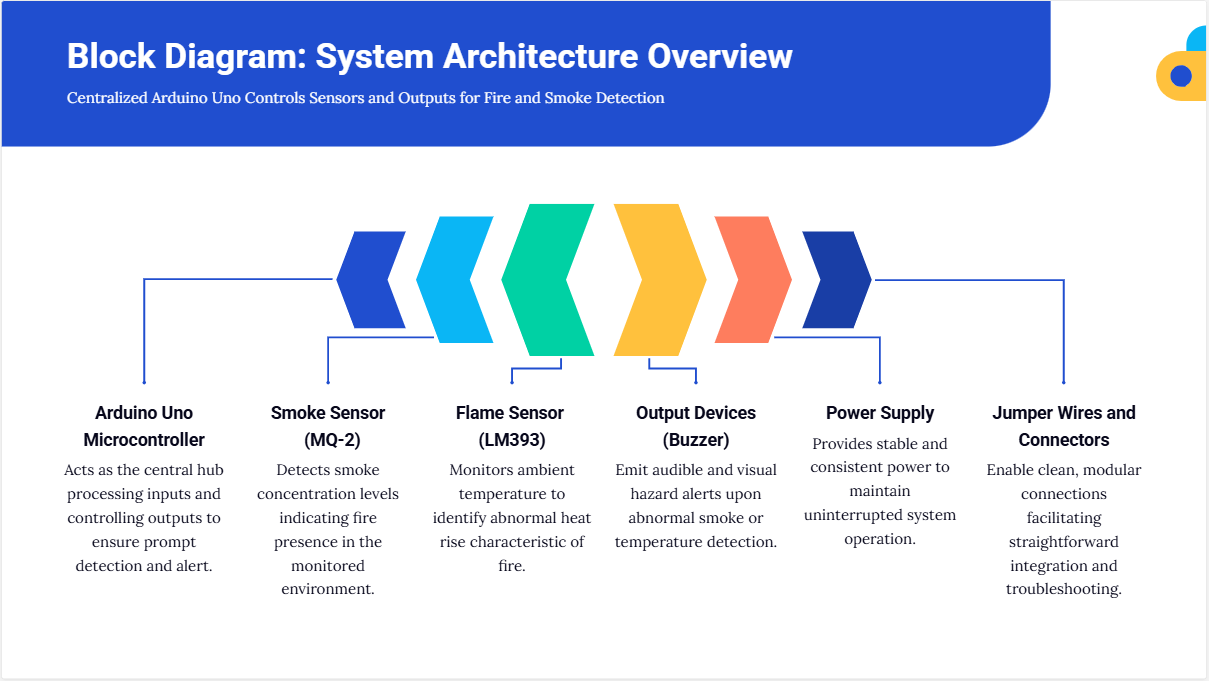 Block Diagram: System Architecture Overview
Centralized Arduino Uno Controls Sensors and Outputs for Fire and Smoke Detection
Arduino Uno
Microcontroller
Acts as the central hub
processing inputs and
controlling outputs to
ensure prompt
detection and alert.
Smoke Sensor
(MQ-2)
Detects smoke
concentration levels
indicating fire
presence in the
monitored
environment.
Flame Sensor
(LM393)
Monitors ambient
temperature to
identify abnormal heat
rise characteristic of
fire.
Output Devices
(Buzzer)
Emit audible and visual
hazard alerts upon
abnormal smoke or
temperature detection.
Power Supply
Provides stable and
consistent power to
maintain
uninterrupted system
operation.
Jumper Wires and
Connectors
Enable clean, modular
connections
facilitating
straightforward
integration and
troubleshooting.